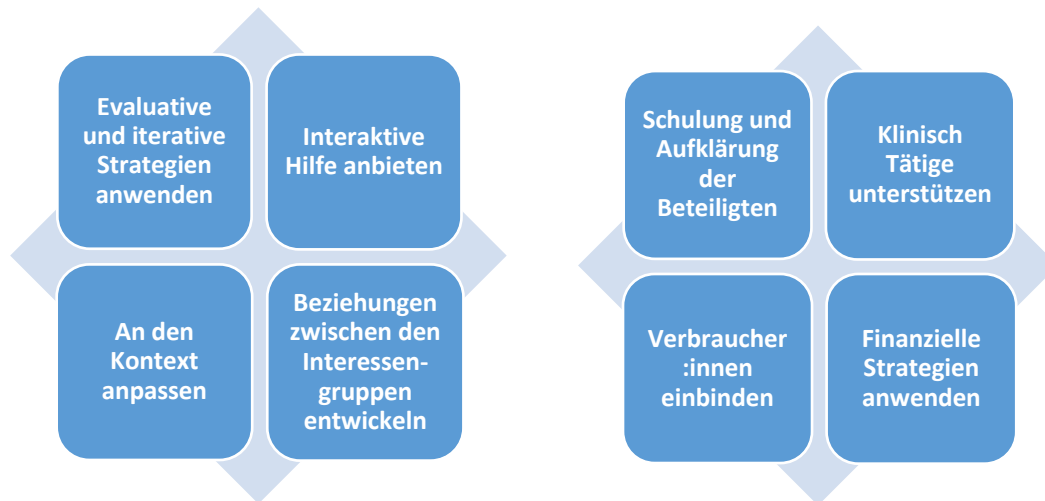 Evaluative
und iterative
Strategien
anwenden
Interaktive
Hilfe anbieten
An den
Kontext
anpassen
Beziehungen
zwischen den
Interessen-
gruppen
entwickeln
Schulung und
Aufklärung
der
Beteiligten
Klinisch
Tätige
unterstützen
Verbraucher
:innen
einbinden
Finanzielle
Strategien
anwenden